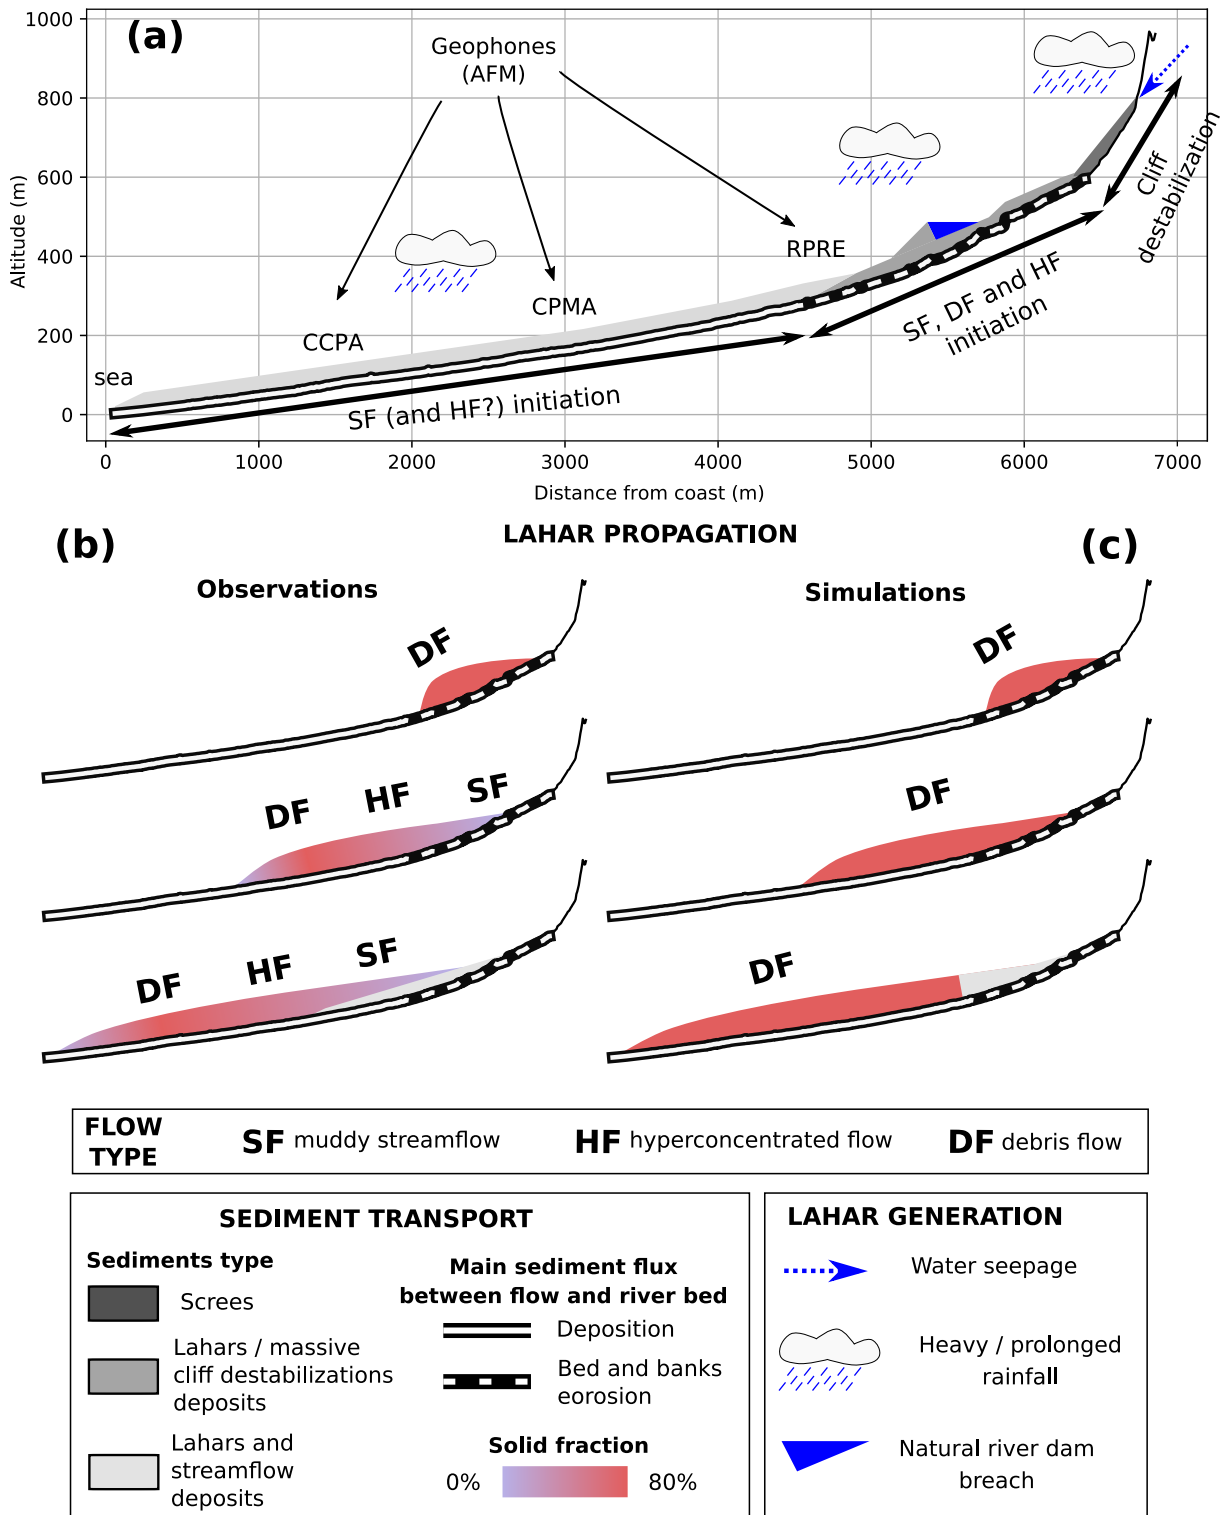 (a)
1000
800
600
400
200
0
Altitude (m)
Geophones
(AFM)
RPRE
CPMA
CCPA
sea
Cliff
destabilization
SF, DF and HF
initiation
SF (and HF?) initiation
0
1000
2000
3000
4000
5000
6000
7000
Distance from coast (m)
LAHAR PROPAGATION
(b)
(c)
Observations
Simulations
DF
DF
DF
HF
SF
DF
DF
HF
SF
DF
FLOW
TYPE
SF muddy streamflow
HF hyperconcentrated flow
DF debris flow
SEDIMENT TRANSPORT
Sediments type
Screes
Lahars / massive
cliff destabilizations
deposits
Lahars and
streamflow
deposits
Main sediment flux
between flow and river bed
Deposition
Bed and banks
eorosion
Solid fraction
0%
80%
LAHAR GENERATION
Water seepage
Heavy / prolonged
rainfall
Natural river dam
breach